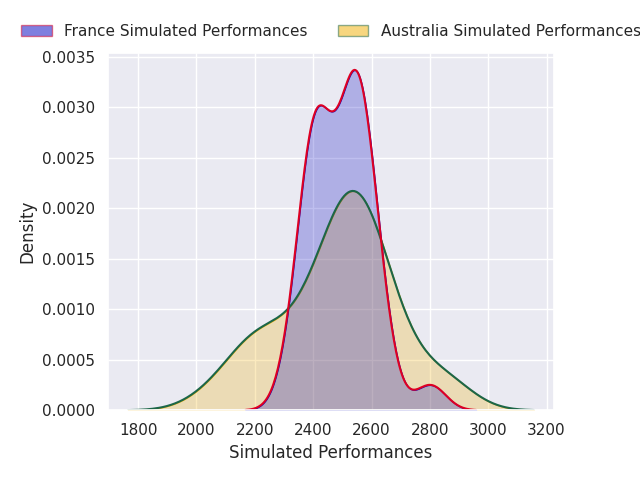 France Simulated Performances Australia Simulated Performances
0.0035
0.0030
0.0025
0.0020
0.0015
0.0010
0.0005
0.0000
Density
1800 2000 2200 2400 2600 2800 3000 3200
Simulated Performances